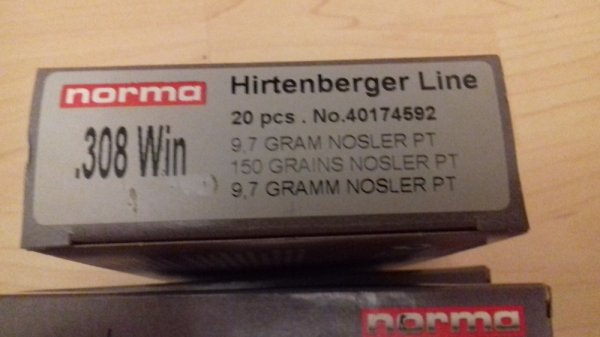 norma
Hirtenberger Line
20 pcs . No.40174592
.308 Win
9,7 GRAM NOSLER PT
150 GRAINS NOSLER PT
9,7 GRAMM NOSLER PT
norma